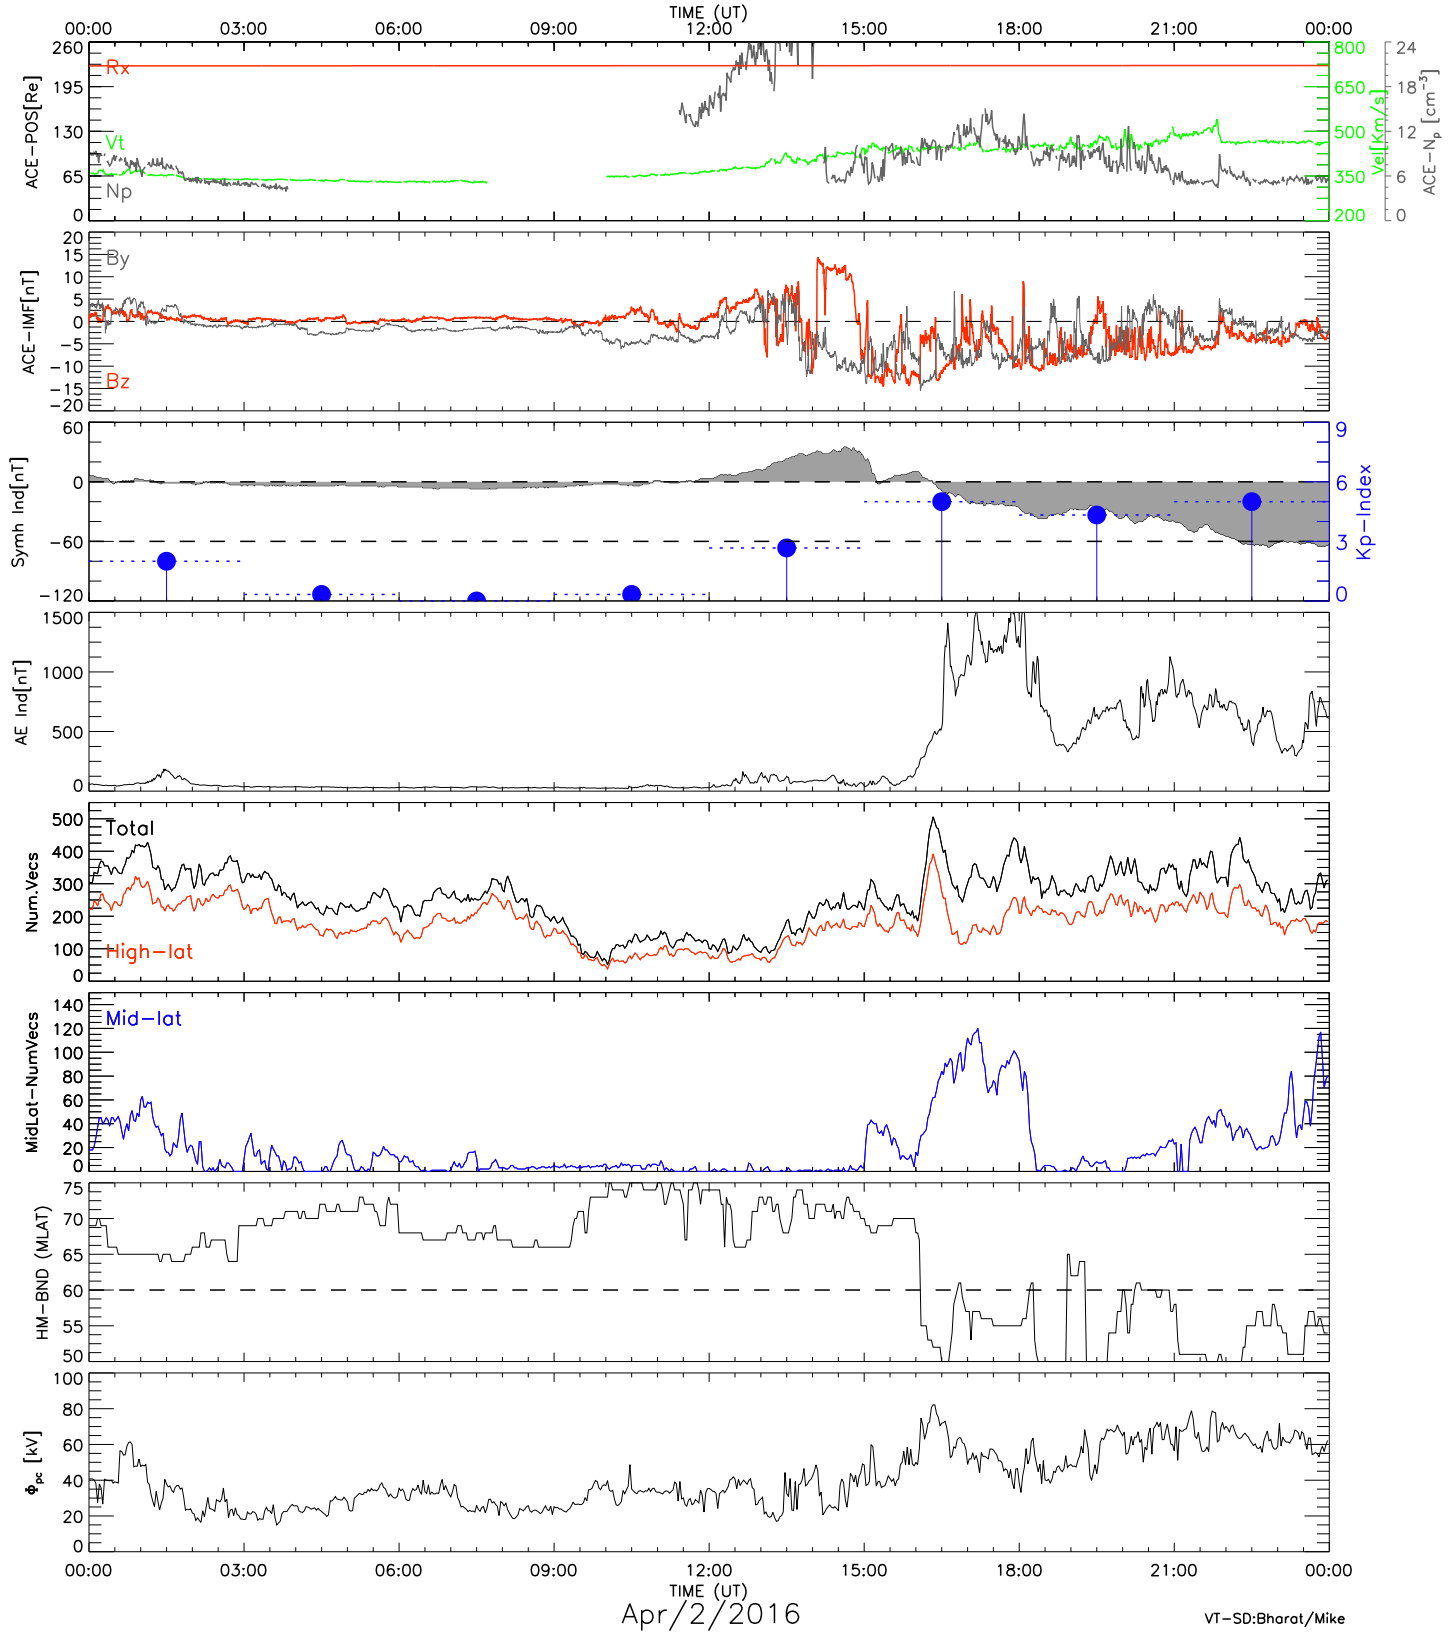 TIME (UT)
00:00 03:00 06:00 09:00 12:00 15:00 18:00 21:00 00:00
260 195 130 65 0
ACE-POS[Re]
Rx
Vt
Np
800 650 500 350 200
Vel[Km/s]
24 18 12 6 0
ACE-Np [cm-3]
20 15 10 5 0 -5 -10 -15 -20
ACE-IMF[nT]
By
Bz
60 0 -60 -120
Symh Ind[nT]
9 6 3 0
Kp-Index
1500 1000 500 0
AE Ind[nT]
500 400 300 200 100 0
Num.Vecs
Total
High-lat
140 120 100 80 60 40 20 0
MidLat-NumVecs
Mid-lat
75 70 65 60 55 50
HM-BND (MLAT)
100 80 60 40 20 0
Φpc [kV]
00:00 03:00 06:00 09:00 12:00 15:00 18:00 21:00 00:00
TIME (UT)
Apr/2/2016
VT-SD:Bharat/Mike